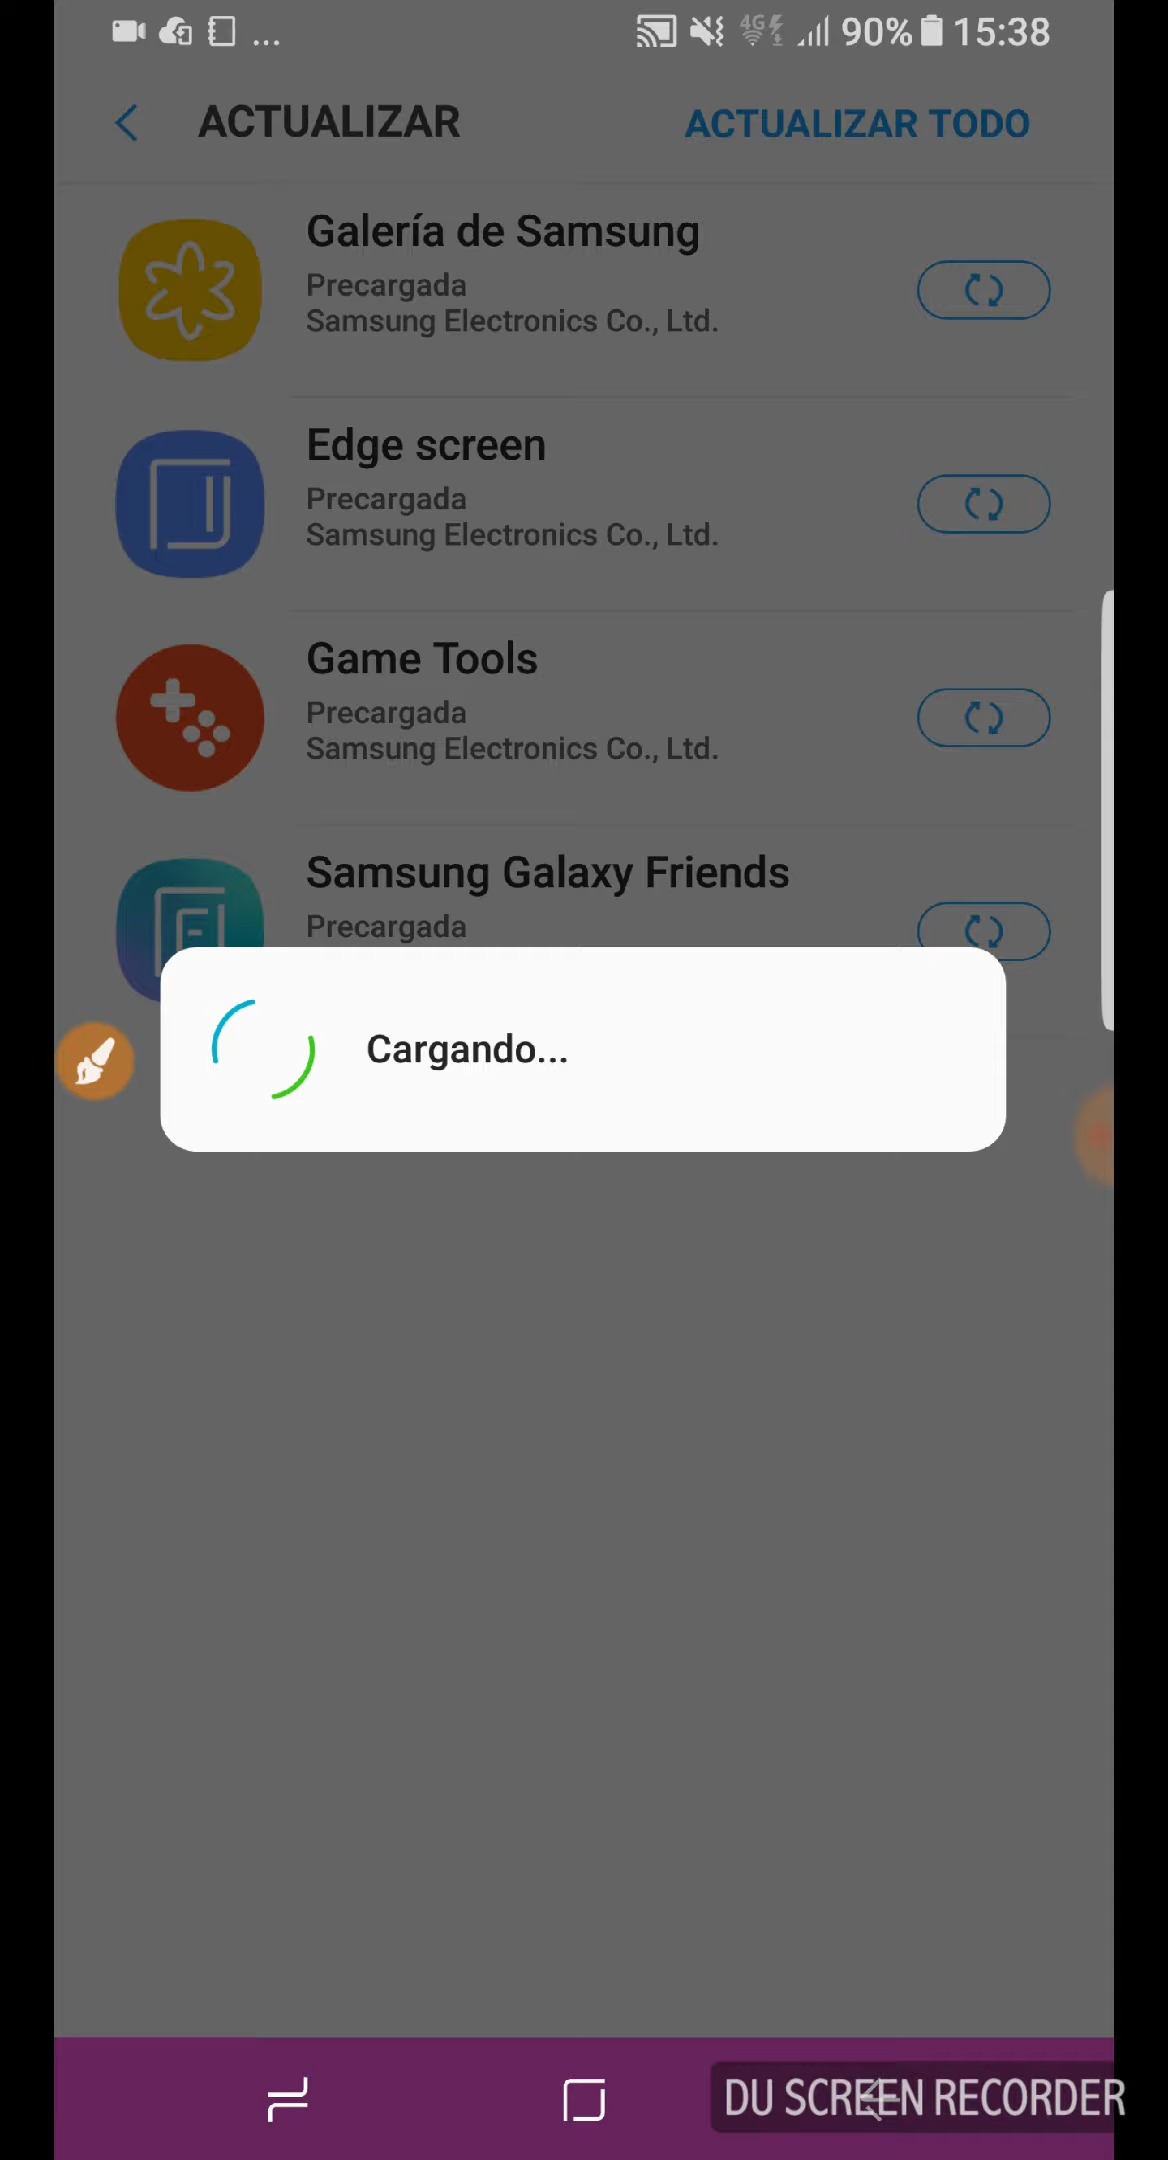 ... 4G 90% 15:38
ACTUALIZAR ACTUALIZAR TODO
Galería de Samsung
Precargada
Samsung Electronics Co., Ltd.
Edge screen
Precargada
Samsung Electronics Co., Ltd.
Game Tools
Precargada
Samsung Electronics Co., Ltd.
Samsung Galaxy Friends
Precargada
Cargando...
DU SCREEN RECORDER